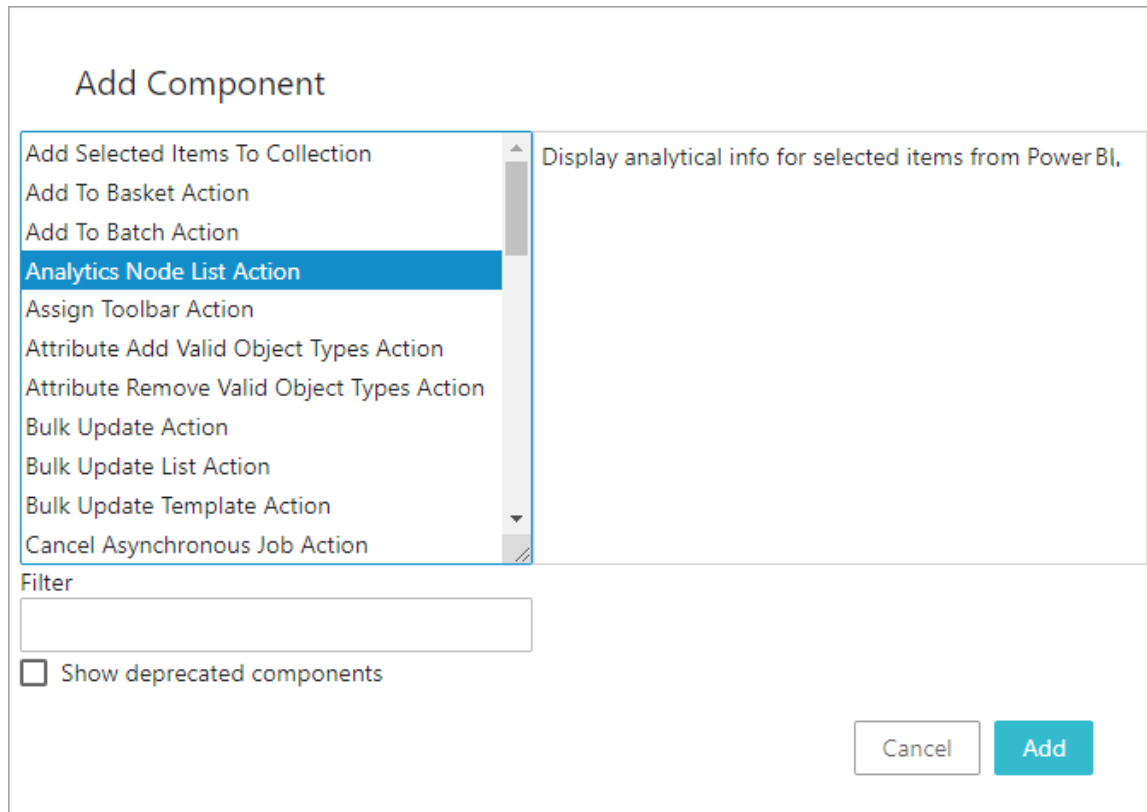 Add Component
Add Selected Items To Collection
Add To Basket Action
Add To Batch Action
Analytics Node List Action
Assign Toolbar Action
Attribute Add Valid Object Types Action
Attribute Remove Valid Object Types Action
Bulk Update Action
Bulk Update List Action
Bulk Update Template Action
Cancel Asynchronous Job Action
Display analytical info for selected items from Power BI.
Filter
Show deprecated components
Cancel
Add